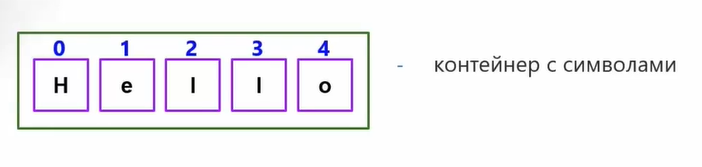 0 1 2 3 4
H e l l o
- контейнер с символами